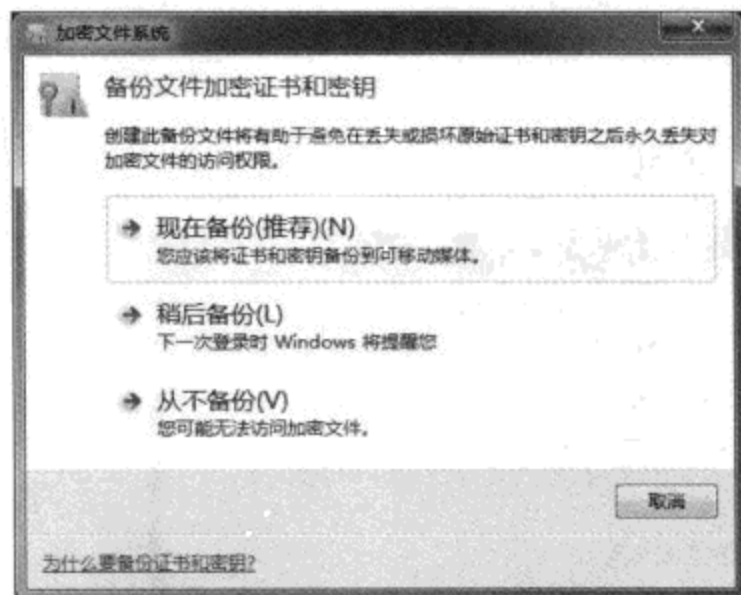 加密文件系统
备份文件加密证书和密钥
创建此备份文件将有助于避免在丢失或损坏原始证书和密钥之后永久丢失对
加密文件的访问权限。
现在备份(推荐)(N)
您应该将证书和密钥备份到可移动媒体。
稍后备份(L)
下一次登录时 Windows 将提醒您
从不备份(V)
您可能无法访问加密文件。
取消
为什么要备份证书和密钥?